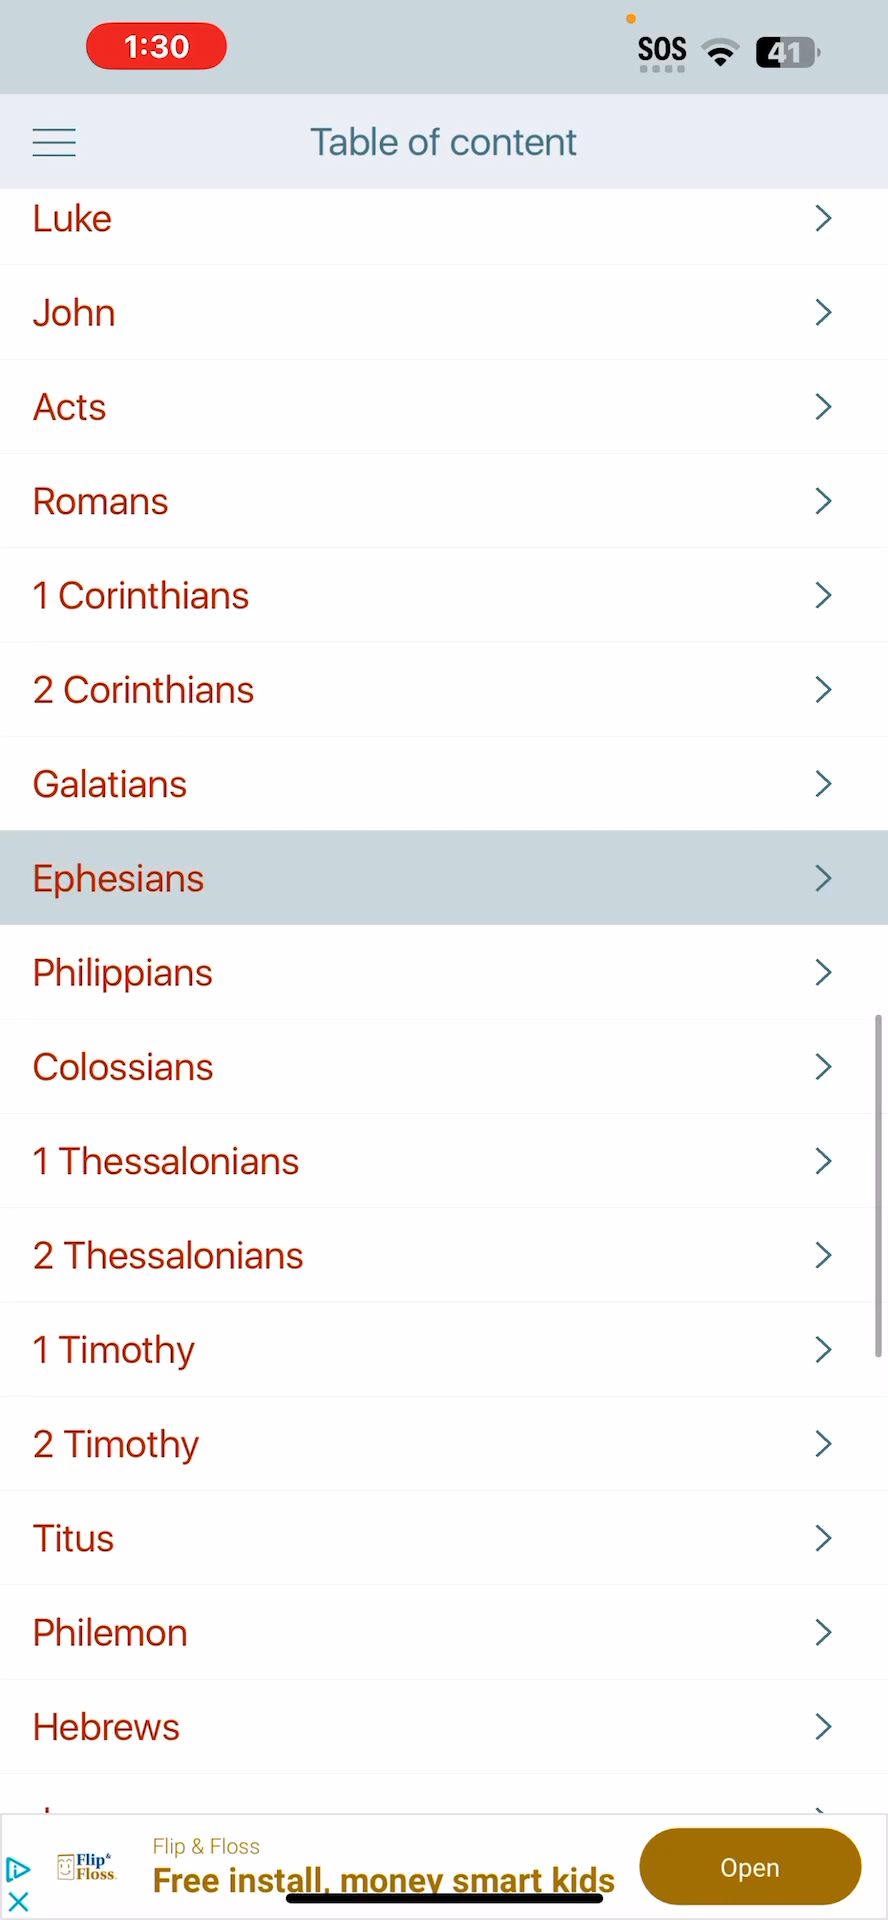 1:30
SOS
41
Table of content
Luke
John
Acts
Romans
1 Corinthians
2 Corinthians
Galatians
Ephesians
Philippians
Colossians
1 Thessalonians
2 Thessalonians
1 Timothy
2 Timothy
Titus
Philemon
Hebrews
Flip &
Floss
Flip & Floss
Free install, money smart kids
Open